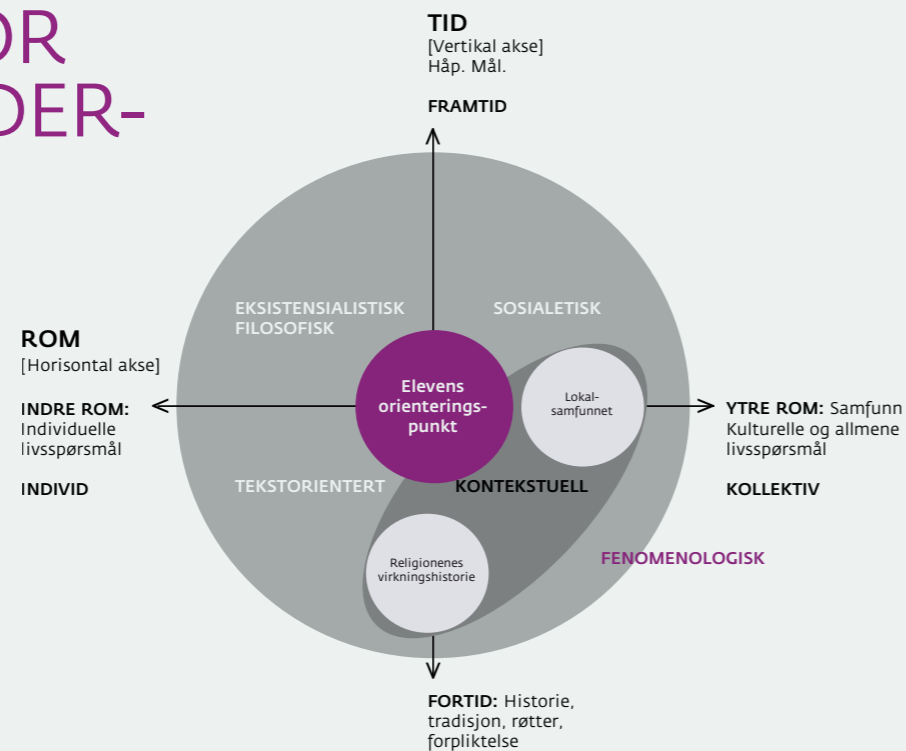 OR
DER-
TID
[Vertikal akse]
Håp. Mål.
FRAMTID
EKSISTENSIALISTISK
FILOSOFISK
SOSIALETISK
ROM
[Horisontal akse]
INDRE ROM:
Individuelle
livsspørsmål
INDIVID
Elevens
orienterings-
punkt
Lokal-
samfunnet
YTRE ROM: Samfunn
Kulturelle og allmene
livsspørsmål
KOLLEKTIV
TEKSTORIENTERT
KONTEKSTUELL
Religionenes
virkningshistorie
FENOMENOLOGISK
FORTID: Historie,
tradisjon, røtter,
forpliktelse